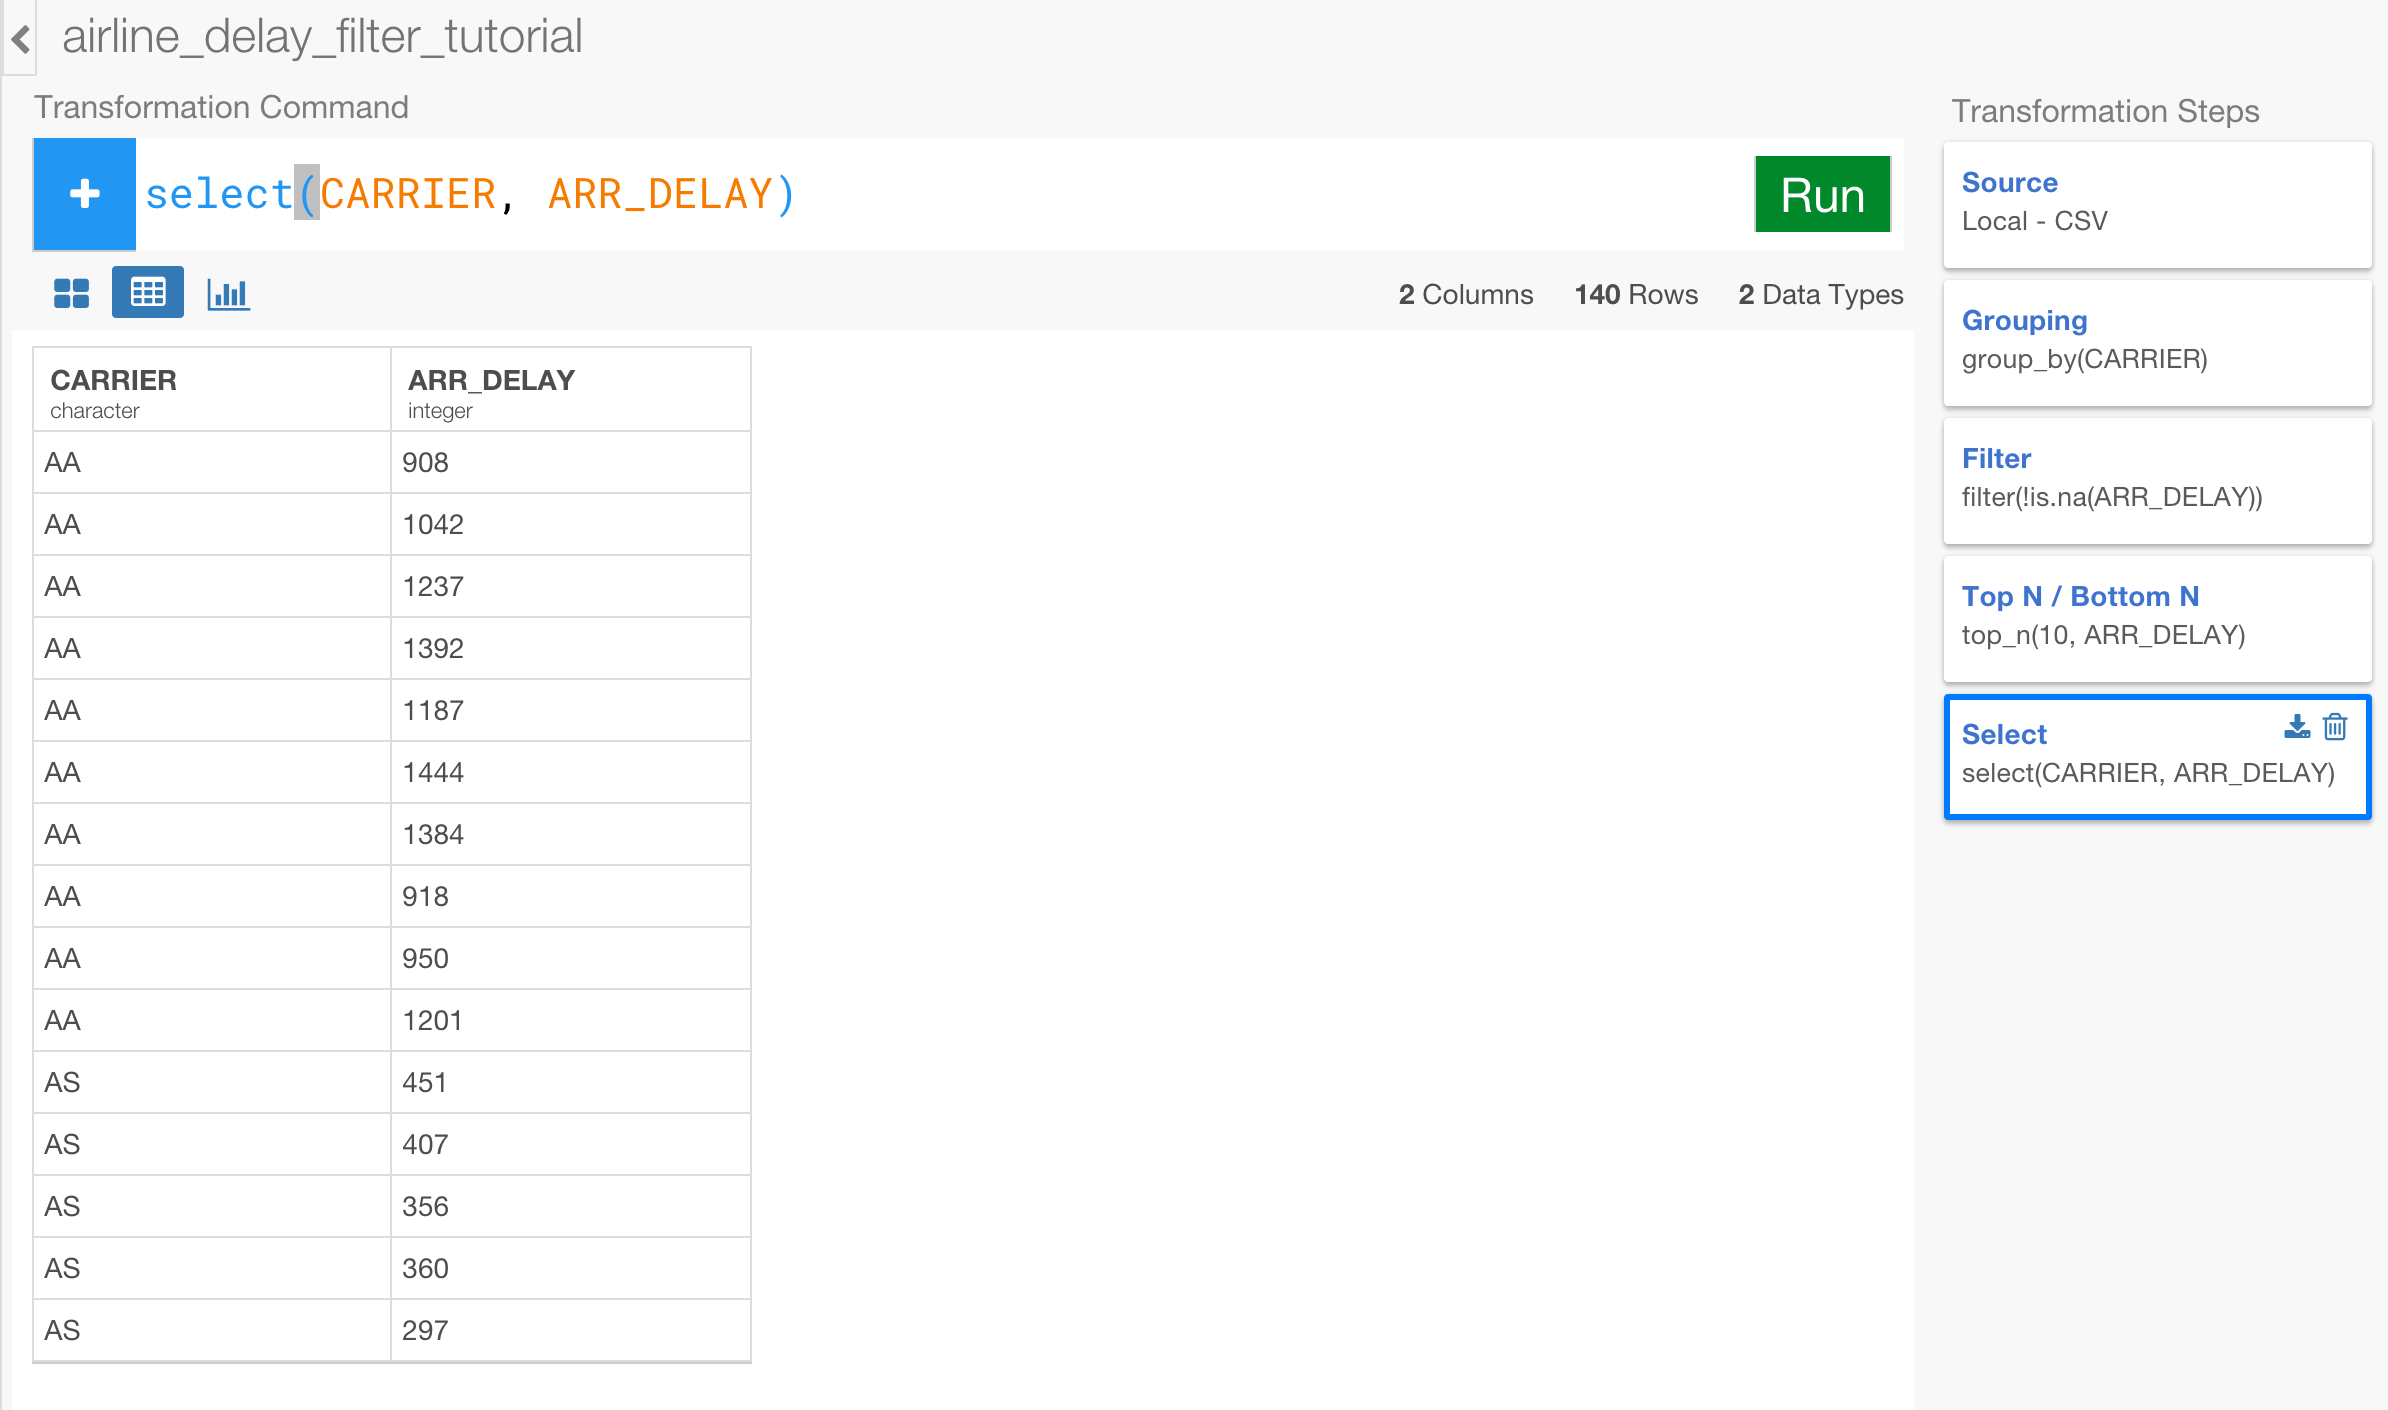 airline_delay_filter_tutorial
Transformation Command
select(CARRIER, ARR_DELAY)
Run
2 Columns 140 Rows 2 Data Types
CARRIER ARR_DELAY
character integer
AA 908
AA 1042
AA 1237
AA 1392
AA 1187
AA 1444
AA 1384
AA 918
AA 950
AA 1201
AS 451
AS 407
AS 356
AS 360
AS 297
Transformation Steps
Source
Local - CSV
Grouping
group_by(CARRIER)
Filter
filter(!is.na(ARR_DELAY))
Top N / Bottom N
top_n(10, ARR_DELAY)
Select
select(CARRIER, ARR_DELAY)